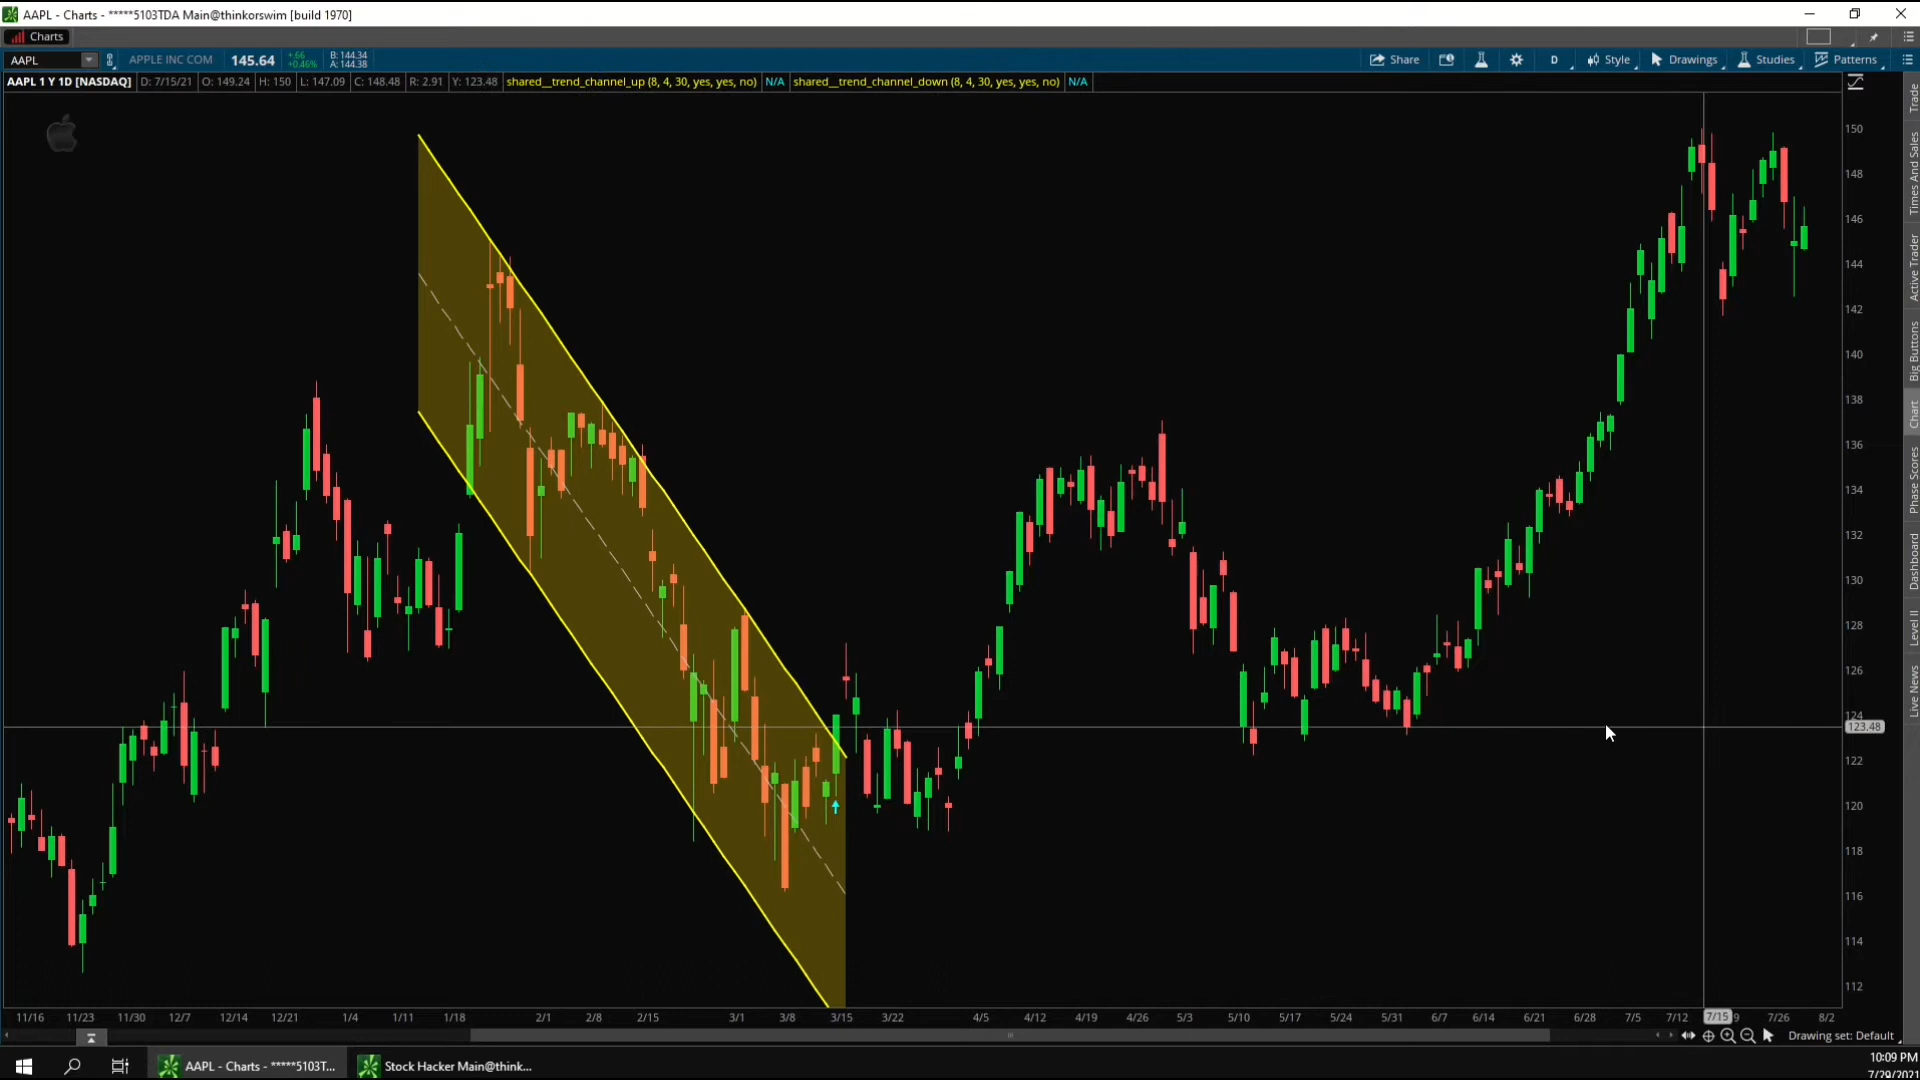 AAPL - Charts - *****5103TDA Main@thinkorswim [build 1970]
Charts
AAPL APPLE INC COM 145.64 +.66 +0.46% B: 144.34 A: 144.38 Share D Style Drawings Studies Patterns
AAPL 1 Y 1D [NASDAQ] D: 7/15/21 O: 149.24 H: 150 L: 147.09 C: 148.48 R: 2.91 Y: 123.48 shared__trend_channel_up (8, 4, 30, yes, yes, no) N/A shared__trend_channel_down (8, 4, 30, yes, yes, no) N/A
150
148
146
144
142
140
138
136
134
132
130
128
126
124
123.48
122
120
118
116
114
112
Trade
Times And Sales
Active Trader
Big Buttons
Chart
Phase Scores
Dashboard
Level II
Live News
11/16 11/23 11/30 12/7 12/14 12/21 1/4 1/11 1/18 2/1 2/8 2/15 3/1 3/8 3/15 3/22 4/5 4/12 4/19 4/26 5/3 5/10 5/17 5/24 5/31 6/7 6/14 6/21 6/28 7/5 7/12 7/15 9 7/26 8/2
Drawing set: Default
AAPL - Charts - *****5103T... Stock Hacker Main@think...
10:09 PM
7/29/2021